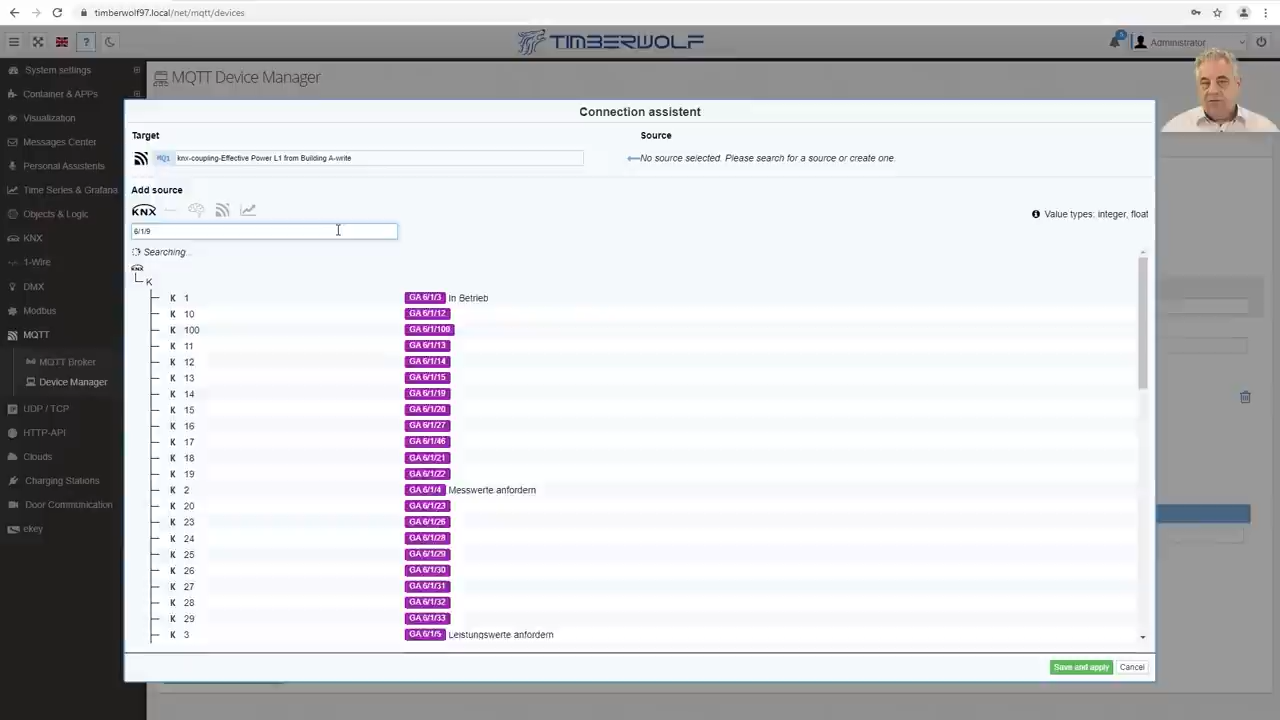 timberwolf97.local/net/mqtt/devices
TIMBERWOLF
Administrator
System settings
Container & APPs
Visualization
Messages Center
Personal Assistents
Time Series & Grafana
Objects & Logic
KNX
1-Wire
DMX
Modbus
MQTT
MQTT Broker
Device Manager
UDP / TCP
HTTP-API
Clouds
Charging Stations
Door Communication
ekey
MQTT Device Manager
Connection assistent
Target
Source
MQ1 knx-coupling-Effective Power L1 from Building A-write
No source selected. Please search for a source or create one.
Add source
KNX
Value types: integer, float
6/1/9
Searching...
KNX
K
K 1 GA 6/1/3 In Betrieb
K 10 GA 6/1/12
K 100 GA 6/1/100
K 11 GA 6/1/13
K 12 GA 6/1/14
K 13 GA 6/1/15
K 14 GA 6/1/19
K 15 GA 6/1/20
K 16 GA 6/1/27
K 17 GA 6/1/46
K 18 GA 6/1/21
K 19 GA 6/1/22
K 2 GA 6/1/4 Messwerte anfordern
K 20 GA 6/1/23
K 23 GA 6/1/26
K 24 GA 6/1/28
K 25 GA 6/1/29
K 26 GA 6/1/30
K 27 GA 6/1/31
K 28 GA 6/1/32
K 29 GA 6/1/33
K 3 GA 6/1/5 Leistungswerte anfordern
Save and apply
Cancel